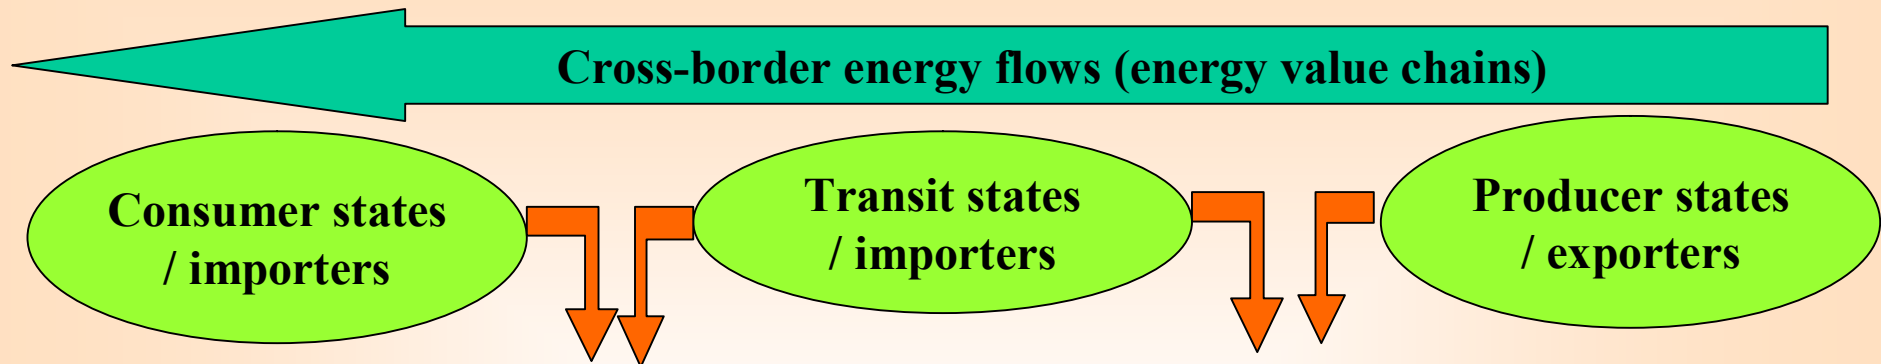 Cross-border energy flows (energy value chains)
Consumer states
/ importers
Transit states
/ importers
Producer states
/ exporters